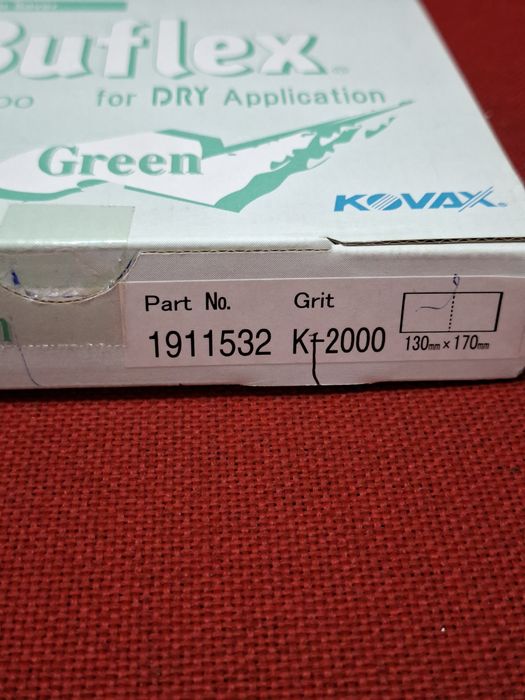 Buflex®
for DRY Application
Green
KOVAX®
Part No. Grit
1911532 K-2000
130mm × 170mm